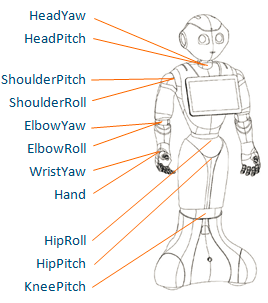 HeadYaw
HeadPitch
ShoulderPitch
ShoulderRoll
ElbowYaw
ElbowRoll
WristYaw
Hand
HipRoll
HipPitch
KneePitch